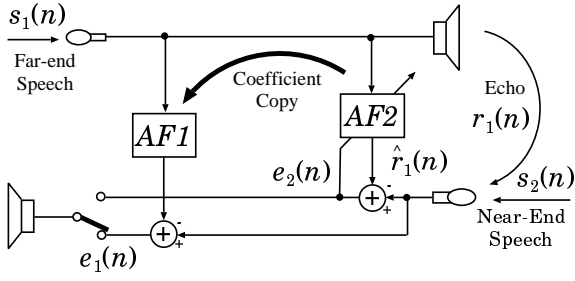 s₁(n)
Far-end
Speech
Coefficient
Copy
Echo
r₁(n)
AF1
AF2
e₂(n)
r̂₁(n)
s₂(n)
-
+
+
Near-End
Speech
-
+
+
e₁(n)